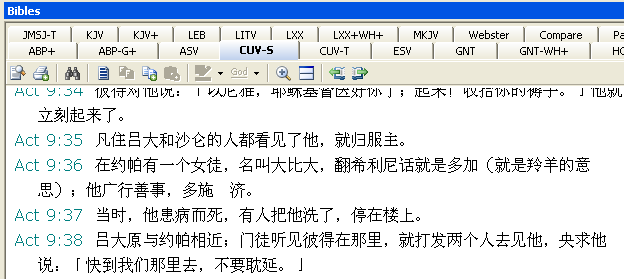 Bibles
JMSJ-T KJV KJV+ LEB LITV LXX LXX+WH+ MKJV Webster Compare Pa
ABP+ ABP-G+ ASV CUV-S CUV-T ESV GNT GNT-WH+ HC
God
Act 9:34 彼得对他说：「以尼雅，耶稣基督医好你了；起来！收拾你的褥子。」他就
立刻起来了。
Act 9:35 凡住吕大和沙仑的人都看见了他，就归服主。
Act 9:36 在约帕有一个女徒，名叫大比大，翻希利尼话就是多加（就是羚羊的意
思）；他广行善事，多施 济。
Act 9:37 当时，他患病而死，有人把他洗了，停在楼上。
Act 9:38 吕大原与约帕相近；门徒听见彼得在那里，就打发两个人去见他，央求他
说：「快到我们那里去，不要耽延。」